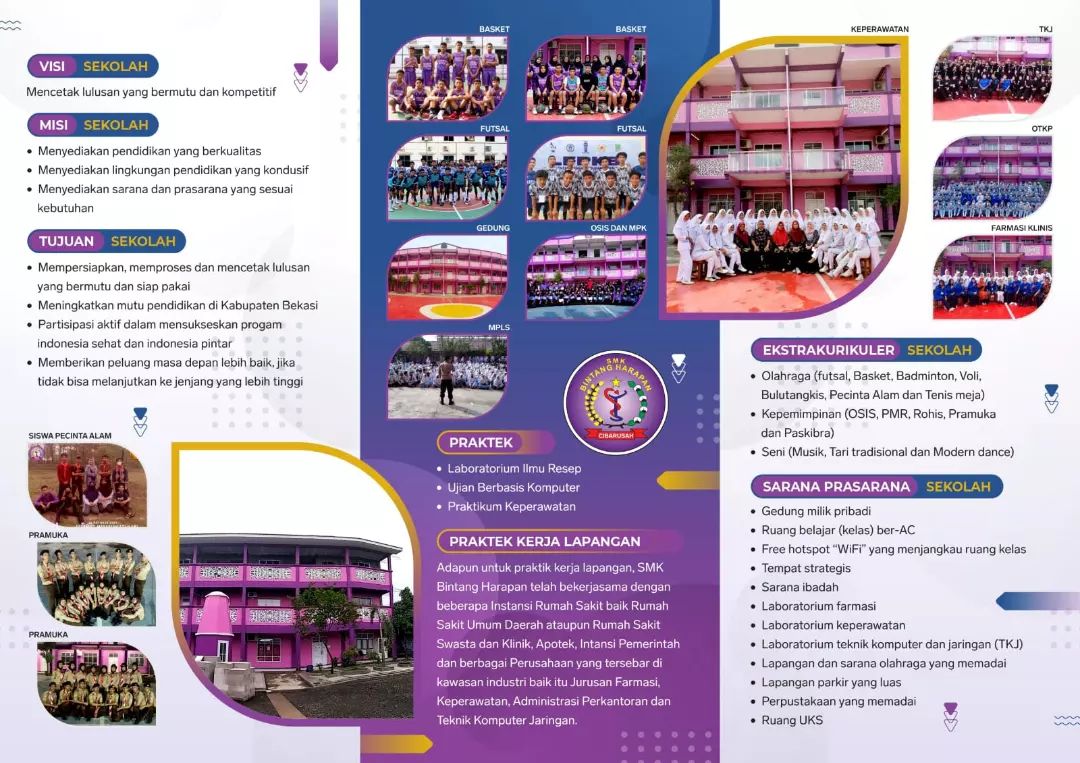 VISI SEKOLAH
Mencetak lulusan yang bermutu dan kompetitif
MISI SEKOLAH
• Menyediakan pendidikan yang berkualitas
• Menyediakan lingkungan pendidikan yang kondusif
• Menyediakan sarana dan prasarana yang sesuai
kebutuhan
TUJUAN SEKOLAH
• Mempersiapkan, memproses dan mencetak lulusan
yang bermutu dan siap pakai
• Meningkatkan mutu pendidikan di Kabupaten Bekasi
• Partisipasi aktif dalam mensukseskan progam
indonesia sehat dan indonesia pintar
• Memberikan peluang masa depan lebih baik, jika
tidak bisa melanjutkan ke jenjang yang lebih tinggi
SISWA PECINTA ALAM
PRAMUKA
PRAMUKA
BASKET
BASKET
FUTSAL
FUTSAL
GEDUNG
OSIS DAN MPK
MPLS
SMK
BINTANG HARAPAN
CIBARUSAH
PRAKTEK
• Laboratorium Ilmu Resep
• Ujian Berbasis Komputer
• Praktikum Keperawatan
PRAKTEK KERJA LAPANGAN
Adapun untuk praktik kerja lapangan, SMK
Bintang Harapan telah bekerjasama dengan
beberapa Instansi Rumah Sakit baik Rumah
Sakit Umum Daerah ataupun Rumah Sakit
Swasta dan Klinik, Apotek, Intansi Pemerintah
dan berbagai Perusahaan yang tersebar di
kawasan industri baik itu Jurusan Farmasi,
Keperawatan, Administrasi Perkantoran dan
Teknik Komputer Jaringan.
KEPERAWATAN
TKJ
OTKP
FARMASI KLINIS
EKSTRAKURIKULER SEKOLAH
• Olahraga (futsal, Basket, Badminton, Voli,
Bulutangkis, Pecinta Alam dan Tenis meja)
• Kepemimpinan (OSIS, PMR, Rohis, Pramuka
dan Paskibra)
• Seni (Musik, Tari tradisional dan Modern dance)
SARANA PRASARANA SEKOLAH
• Gedung milik pribadi
• Ruang belajar (kelas) ber-AC
• Free hotspot “WiFi” yang menjangkau ruang kelas
• Tempat strategis
• Sarana ibadah
• Laboratorium farmasi
• Laboratorium keperawatan
• Laboratorium teknik komputer dan jaringan (TKJ)
• Lapangan dan sarana olahraga yang memadai
• Lapangan parkir yang luas
• Perpustakaan yang memadai
• Ruang UKS